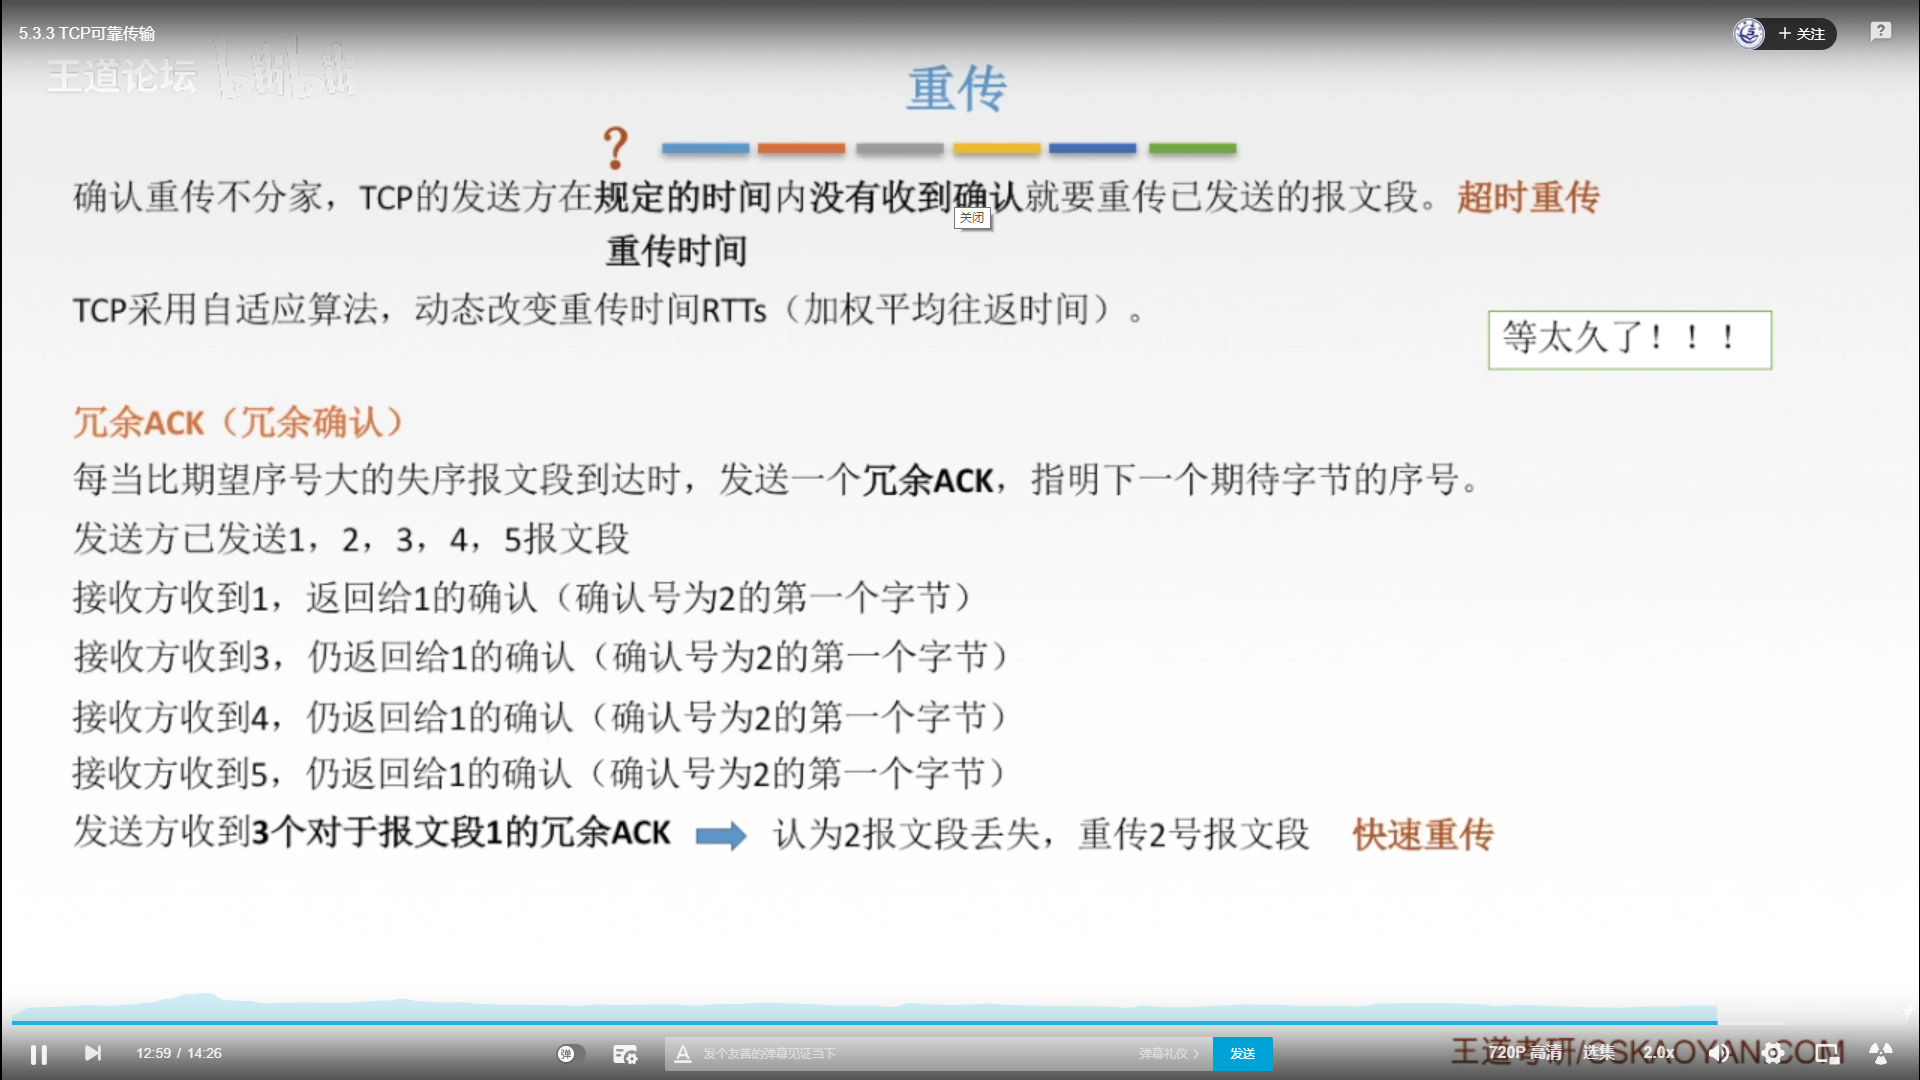 5.3.3 TCP可靠传输
+ 关注
王道论坛 bilibili
重传
?
确认重传不分家，TCP的发送方在规定的时间内没有收到确认就要重传已发送的报文段。超时重传
关闭
重传时间
TCP采用自适应算法，动态改变重传时间RTTs（加权平均往返时间）。
等太久了！！！
冗余ACK（冗余确认）
每当比期望序号大的失序报文段到达时，发送一个冗余ACK，指明下一个期待字节的序号。
发送方已发送1，2，3，4，5报文段
接收方收到1，返回给1的确认（确认号为2的第一个字节）
接收方收到3，仍返回给1的确认（确认号为2的第一个字节）
接收方收到4，仍返回给1的确认（确认号为2的第一个字节）
接收方收到5，仍返回给1的确认（确认号为2的第一个字节）
发送方收到3个对于报文段1的冗余ACK 认为2报文段丢失，重传2号报文段 快速重传
12:59 / 14:26
弹
A 发个友善的弹幕见证当下 弹幕礼仪 > 发送
720P 高清 选集 2.0x
王道考研/CSKAOYAN.COM